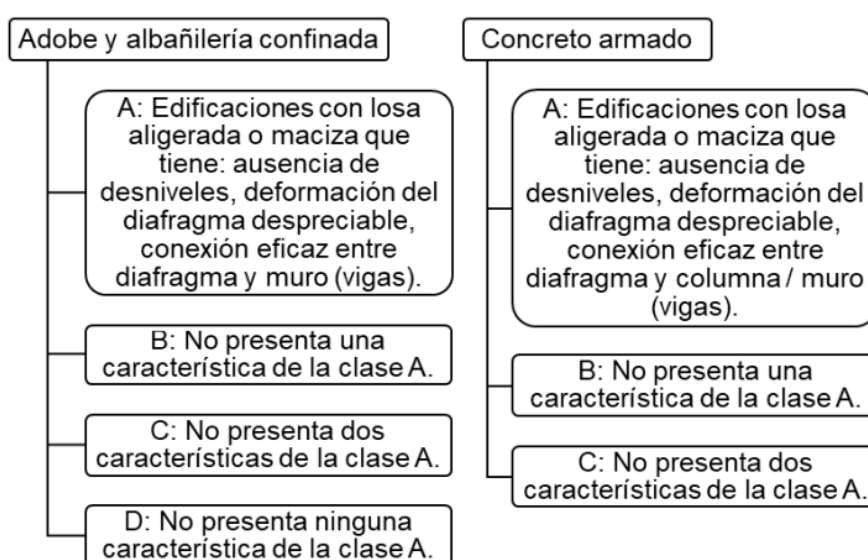 Adobe y albañilería confinada
A: Edificaciones con losa
aligerada o maciza que
tiene: ausencia de
desniveles, deformación del
diafragma despreciable,
conexión eficaz entre
diafragma y muro (vigas).
B: No presenta una
característica de la clase A.
C: No presenta dos
características de la clase A.
D: No presenta ninguna
característica de la clase A.
Concreto armado
A: Edificaciones con losa
aligerada o maciza que
tiene: ausencia de
desniveles, deformación del
diafragma despreciable,
conexión eficaz entre
diafragma y columna / muro
(vigas).
B: No presenta una
característica de la clase A.
C: No presenta dos
características de la clase A.